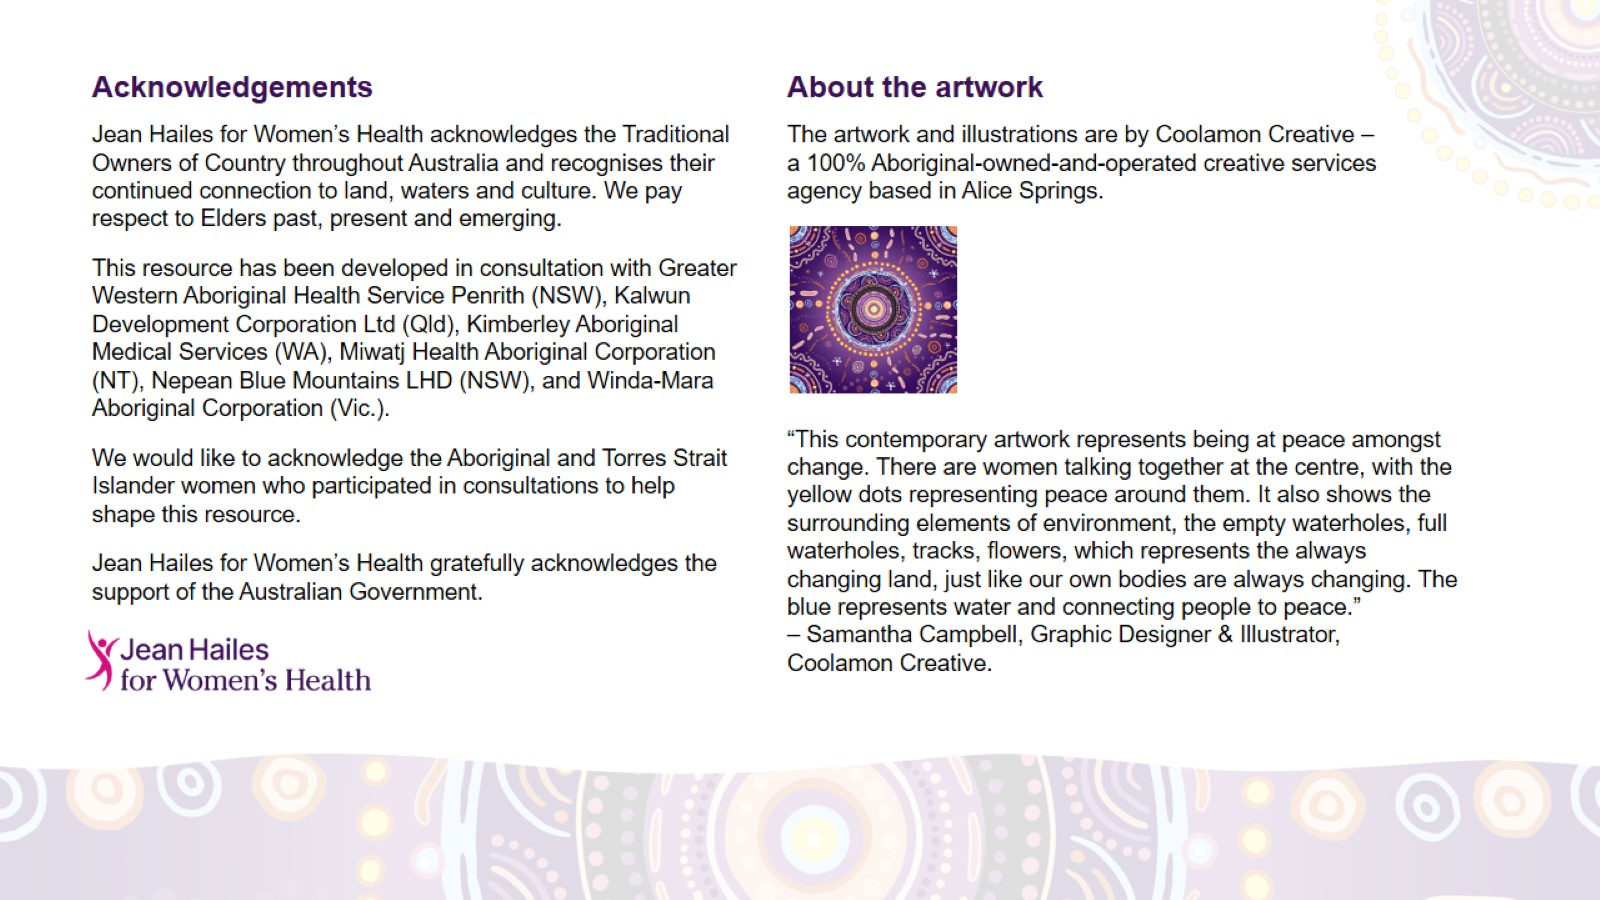 Acknowledgements
Jean Hailes for Women’s Health acknowledges the Traditional
Owners of Country throughout Australia and recognises their
continued connection to land, waters and culture. We pay
respect to Elders past, present and emerging.
This resource has been developed in consultation with Greater
Western Aboriginal Health Service Penrith (NSW), Kalwun
Development Corporation Ltd (Qld), Kimberley Aboriginal
Medical Services (WA), Miwatj Health Aboriginal Corporation
(NT), Nepean Blue Mountains LHD (NSW), and Winda-Mara
Aboriginal Corporation (Vic.).
We would like to acknowledge the Aboriginal and Torres Strait
Islander women who participated in consultations to help
shape this resource.
Jean Hailes for Women’s Health gratefully acknowledges the
support of the Australian Government.
Jean Hailes
for Women’s Health
About the artwork
The artwork and illustrations are by Coolamon Creative –
a 100% Aboriginal-owned-and-operated creative services
agency based in Alice Springs.
“This contemporary artwork represents being at peace amongst
change. There are women talking together at the centre, with the
yellow dots representing peace around them. It also shows the
surrounding elements of environment, the empty waterholes, full
waterholes, tracks, flowers, which represents the always
changing land, just like our own bodies are always changing. The
blue represents water and connecting people to peace.”
– Samantha Campbell, Graphic Designer & Illustrator,
Coolamon Creative.